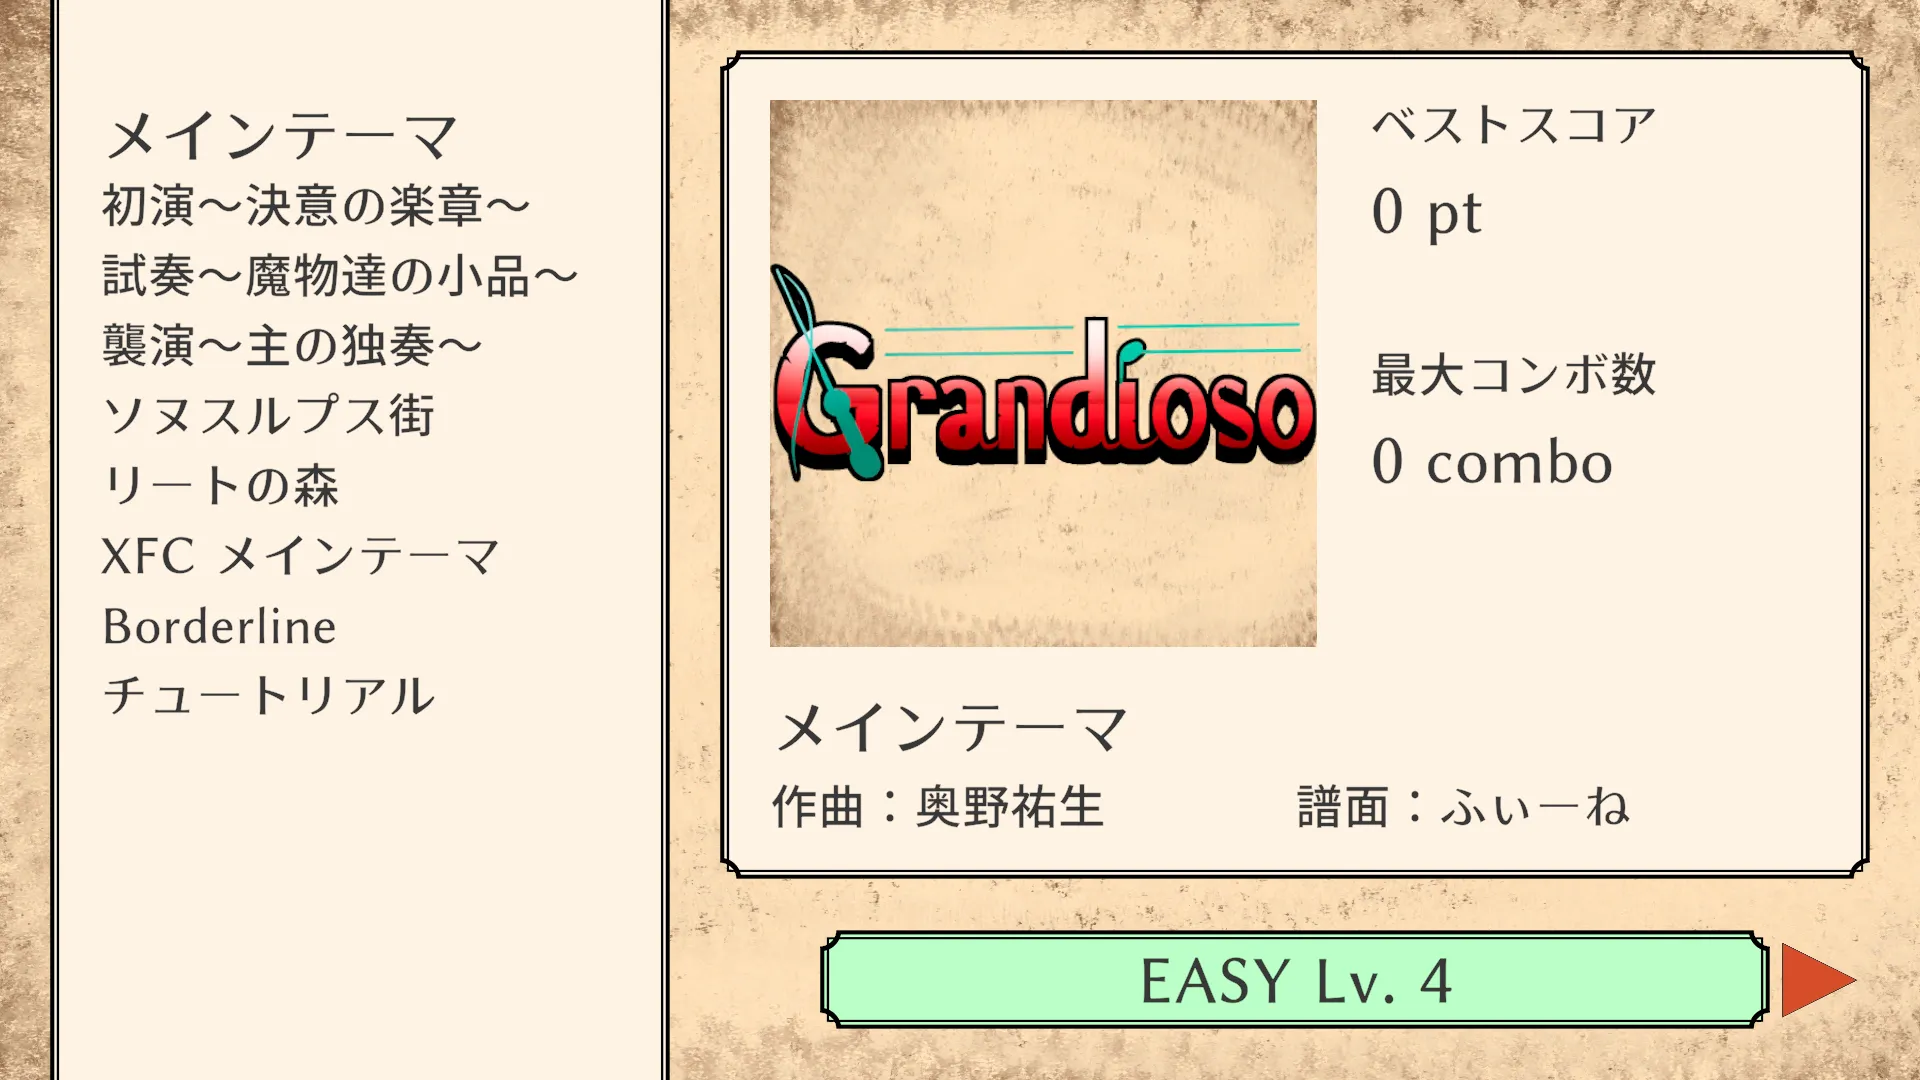 メインテーマ
初演～決意の楽章～
試奏～魔物達の小品～
襲演～主の独奏～
ソヌスルプス街
リートの森
XFC メインテーマ
Borderline
チュートリアル
Grandioso
ベストスコア
0 pt
最大コンボ数
0 combo
メインテーマ
作曲：奥野祐生
譜面：ふぃーね
EASY Lv. 4